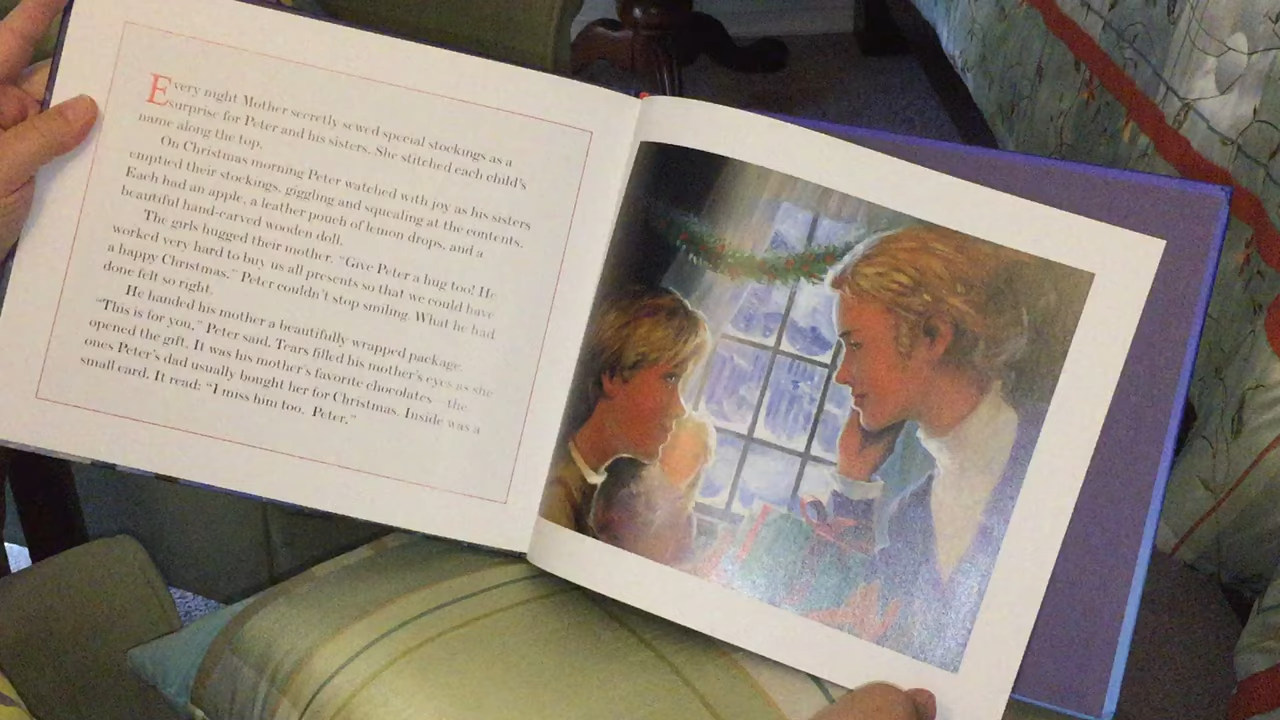 Every night Mother secretly sewed special stockings as a
surprise for Peter and his sisters. She stitched each child's
name along the top.
On Christmas morning Peter watched with joy as his sisters
emptied their stockings, giggling and squealing at the contents.
Each had an apple, a leather pouch of lemon drops, and a
beautiful hand-carved wooden doll.
The girls hugged their mother. “Give Peter a hug too! He
worked very hard to buy us all presents so that we could have
a happy Christmas.” Peter couldn’t stop smiling. What he had
done felt so right.
He handed his mother a beautifully wrapped package.
“This is for you,” Peter said. Tears filled his mother’s eyes as she
opened the gift. It was his mother’s favorite chocolates—the
ones Peter’s dad usually bought her for Christmas. Inside was a
small card. It read: “I miss him too. Peter.”